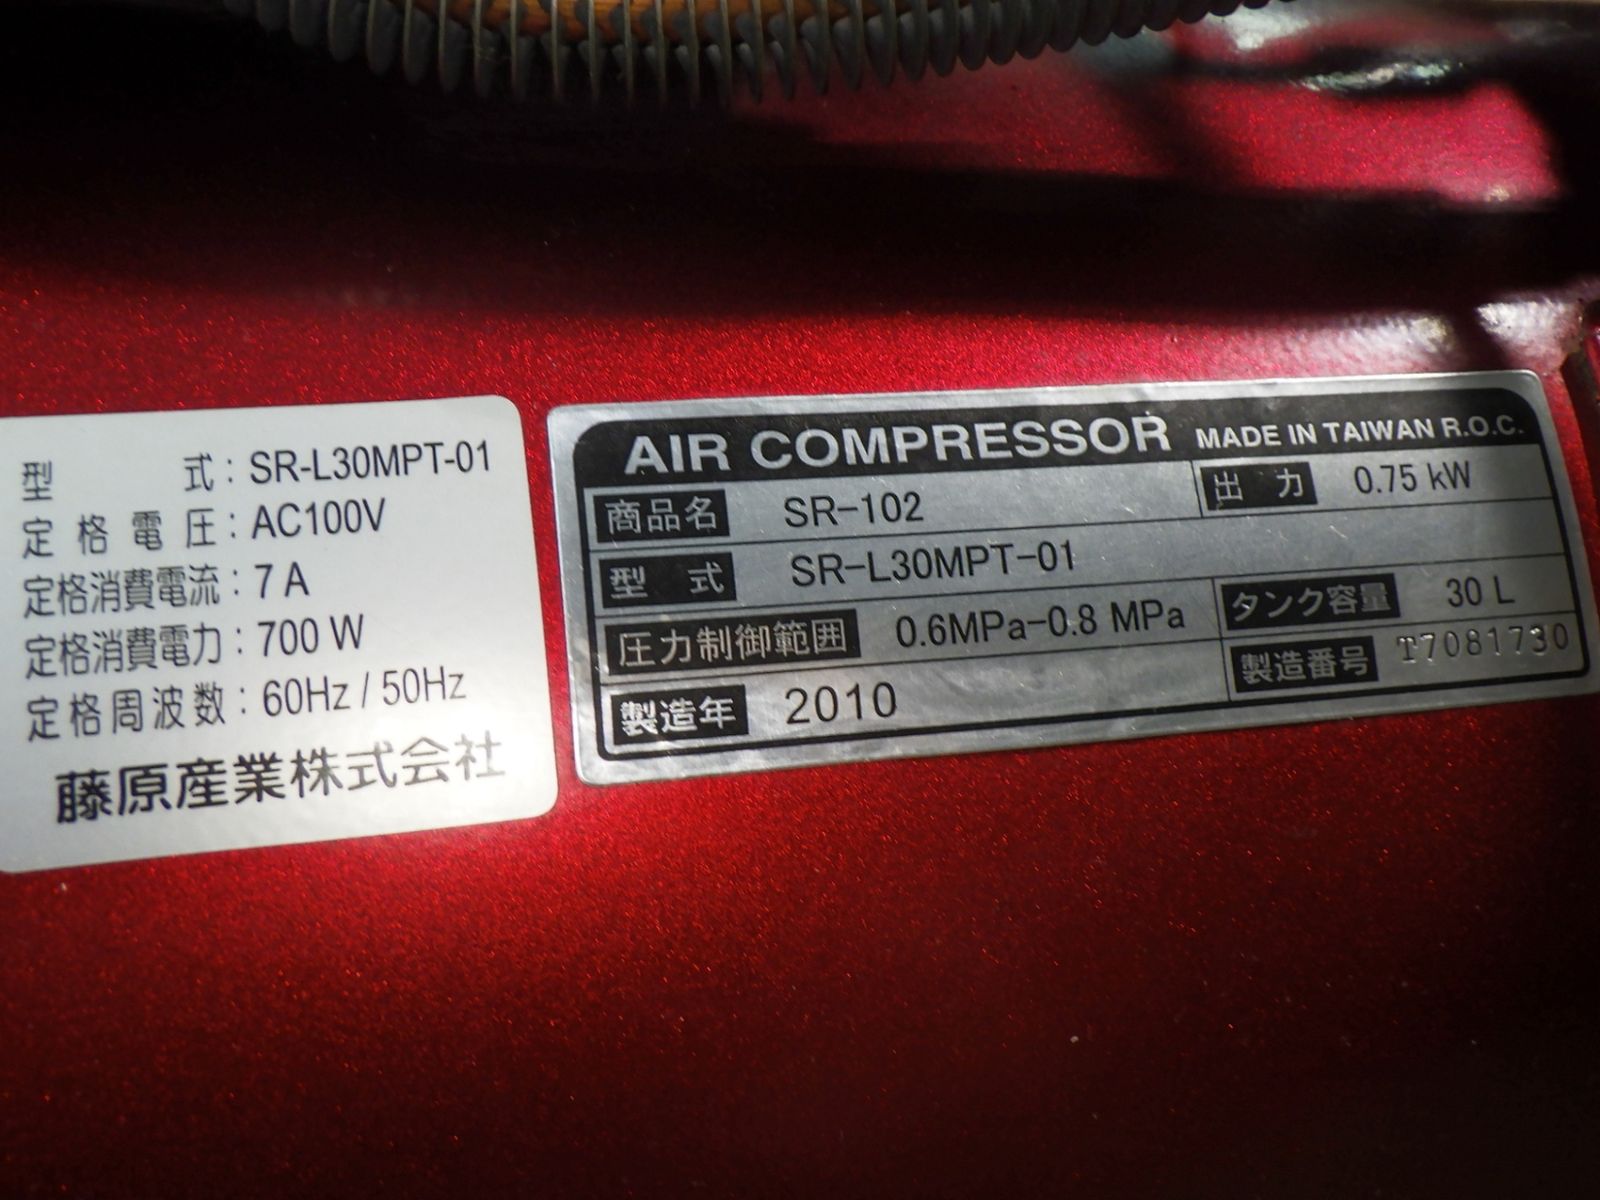 型 式 : SR-L30MPT-01
定格電圧 : AC100V
定格消費電流 : 7 A
定格消費電力 : 700 W
定格周波数 : 60Hz / 50Hz
藤原産業株式会社
AIR COMPRESSOR MADE IN TAIWAN R.O.C.
商品名 SR-102 出力 0.75 kW
型式 SR-L30MPT-01
圧力制御範囲 0.6MPa-0.8 MPa タンク容量 30 L
製造年 2010 製造番号 T7081730